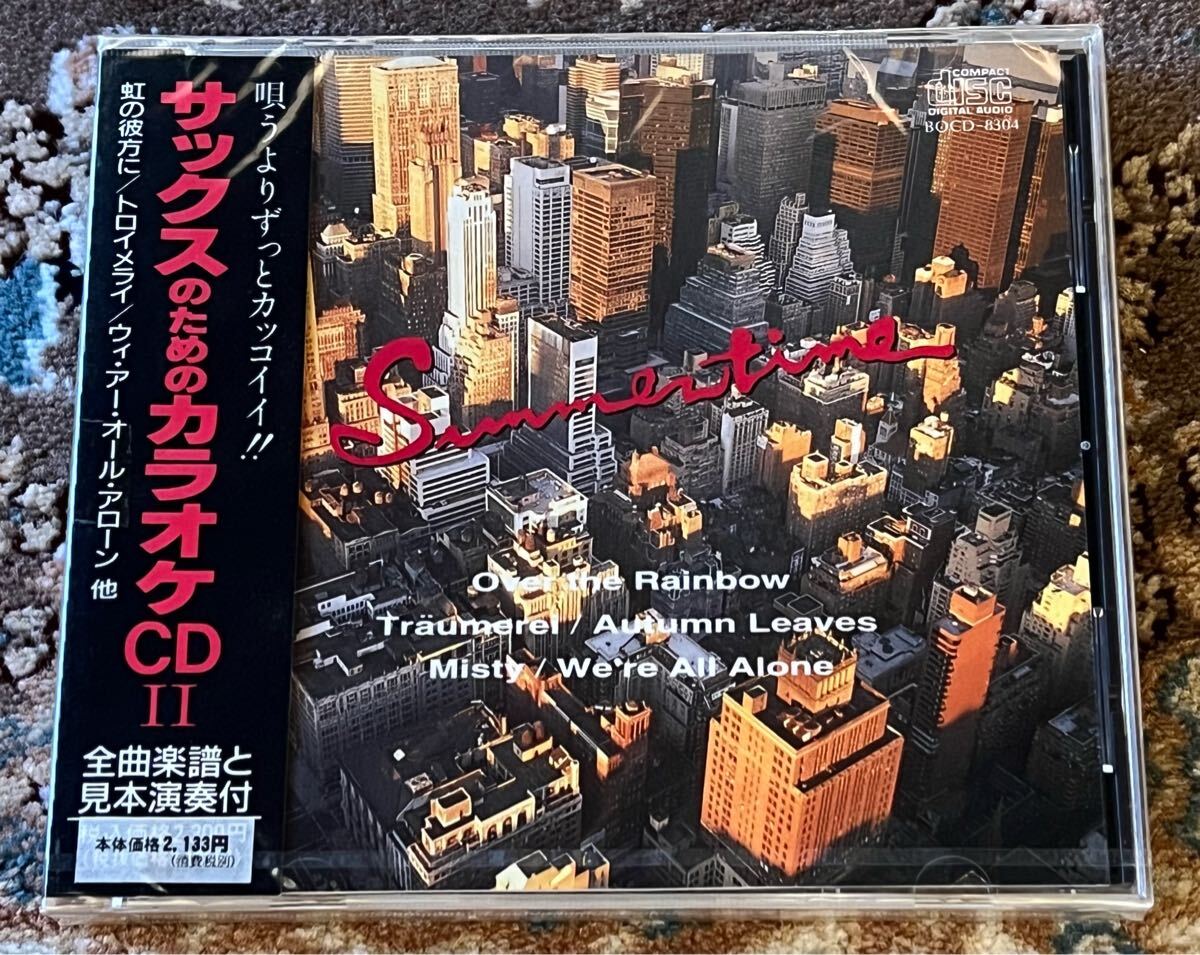 唄うよりずっとカッコイイ!!
サックスのためのカラオケCD II
虹の彼方に/トロイメライ/ウィ・アー・オール・アローン 他
全曲楽譜と
見本演奏付
本体価格2,133円
(消費税別)
COMPACT
disc
DIGITAL AUDIO
BOCD-8304
Summertime
Over the Rainbow
Träumerei / Autumn Leaves
Misty / We're All Alone